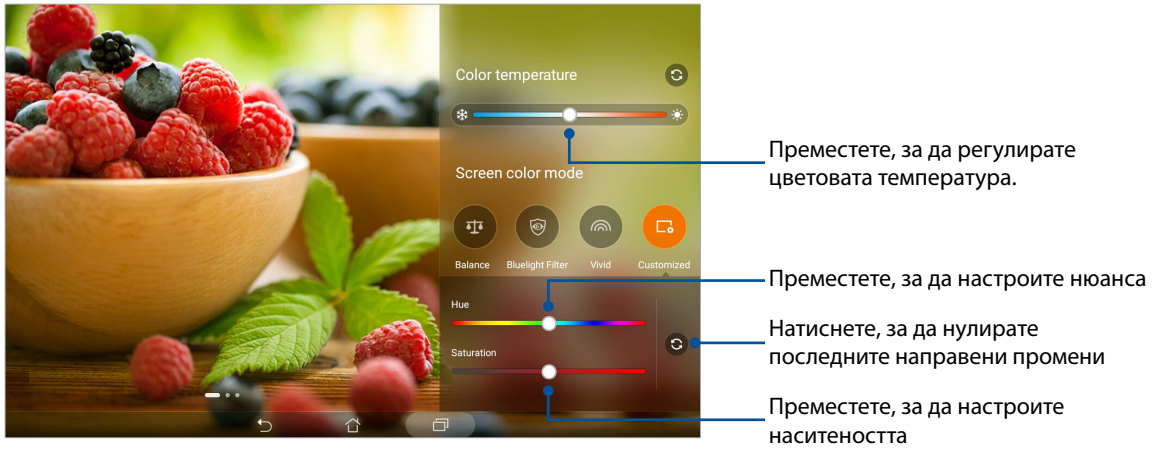 Color temperature
Преместете, за да регулирате
цветовата температура.
Screen color mode
Balance
Bluelight Filter
Vivid
Customized
Преместете, за да настроите нюанса
Hue
Натиснете, за да нулирате
последните направени промени
Saturation
Преместете, за да настроите
наситеността